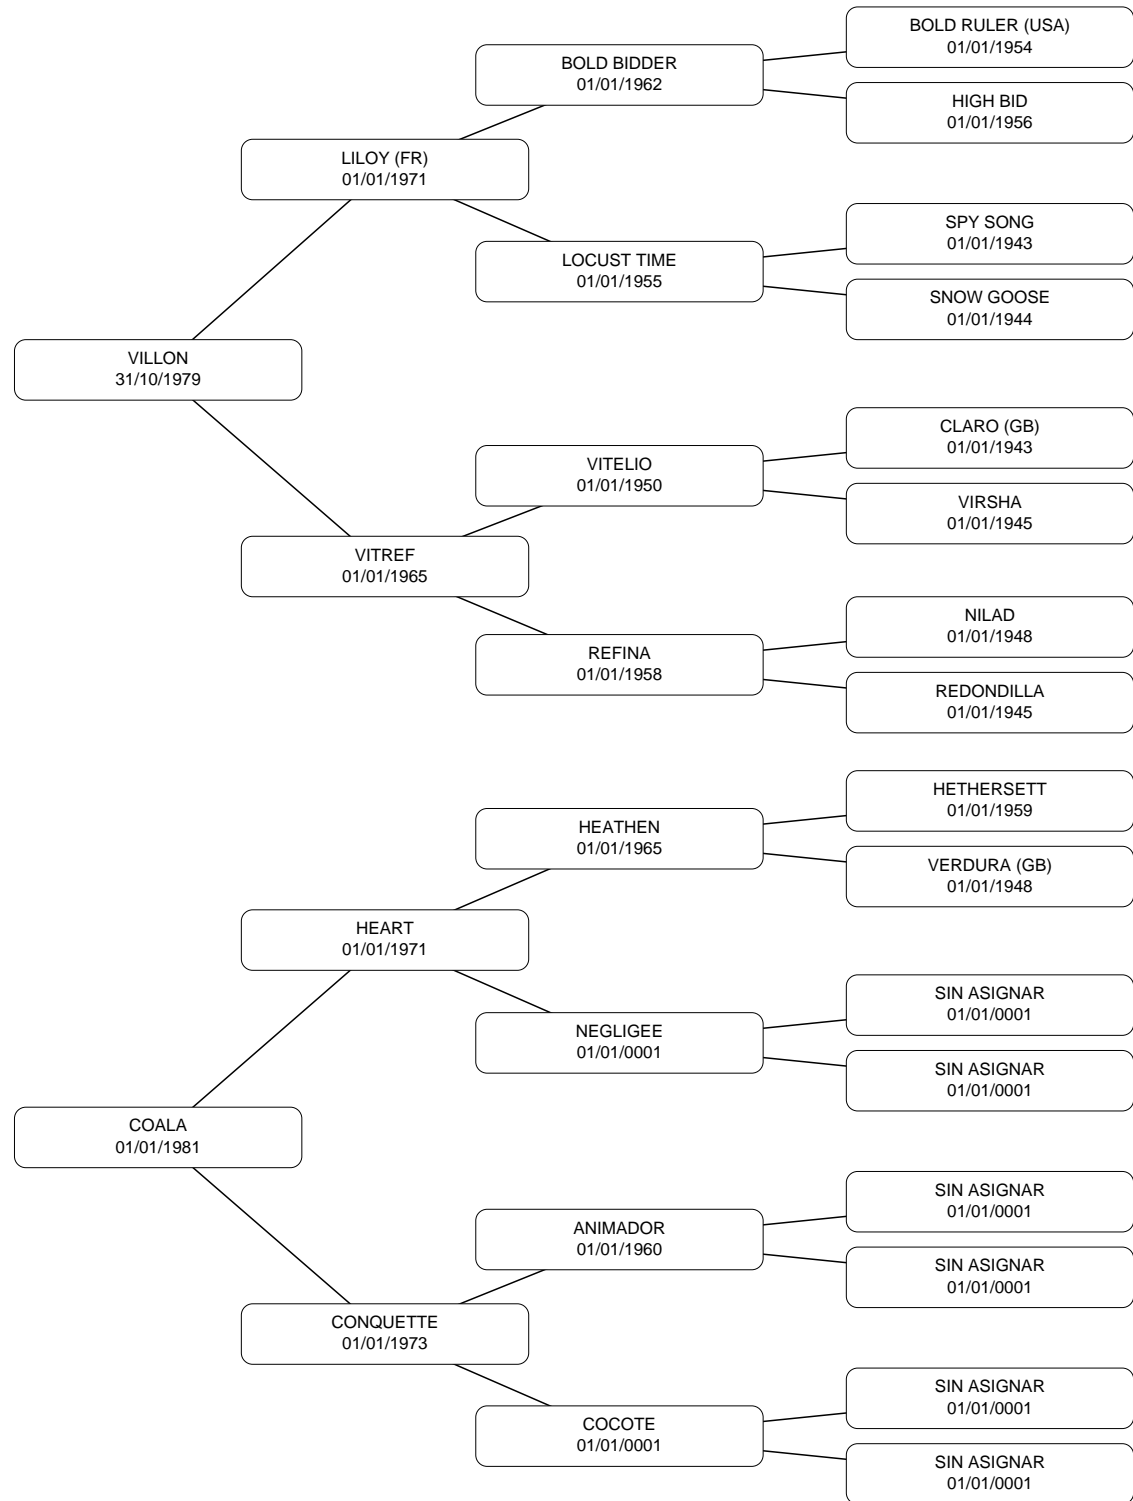 BOLD RULER (USA)
01/01/1954
BOLD BIDDER
01/01/1962
HIGH BID
01/01/1956
LILOY (FR)
01/01/1971
SPY SONG
01/01/1943
LOCUST TIME
01/01/1955
SNOW GOOSE
01/01/1944
VILLON
31/10/1979
CLARO (GB)
01/01/1943
VITELIO
01/01/1950
VIRSHA
01/01/1945
VITREF
01/01/1965
NILAD
01/01/1948
REFINA
01/01/1958
REDONDILLA
01/01/1945
HETHERSETT
01/01/1959
HEATHEN
01/01/1965
VERDURA (GB)
01/01/1948
HEART
01/01/1971
SIN ASIGNAR
01/01/0001
NEGLIGEE
01/01/0001
SIN ASIGNAR
01/01/0001
COALA
01/01/1981
SIN ASIGNAR
01/01/0001
ANIMADOR
01/01/1960
SIN ASIGNAR
01/01/0001
CONQUETTE
01/01/1973
SIN ASIGNAR
01/01/0001
COCOTE
01/01/0001
SIN ASIGNAR
01/01/0001